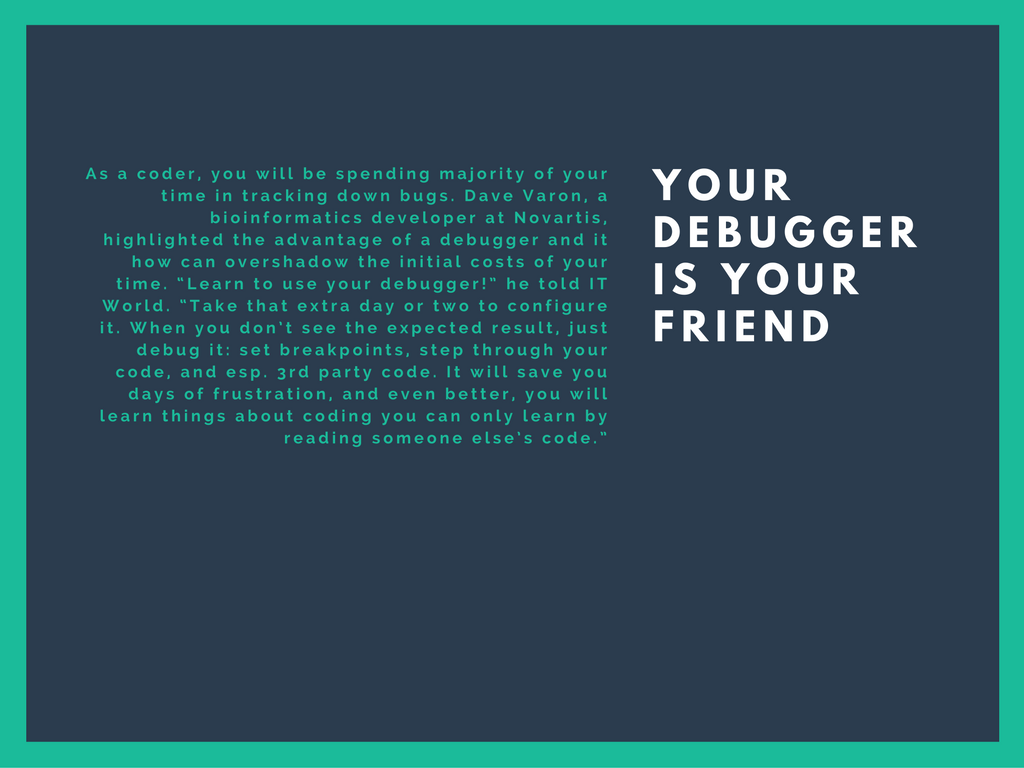 As a coder, you will be spending majority of your
time in tracking down bugs. Dave Varon, a
bioinformatics developer at Novartis,
highlighted the advantage of a debugger and it
how can overshadow the initial costs of your
time. “Learn to use your debugger!” he told IT
World. “Take that extra day or two to configure
it. When you don't see the expected result, just
debug it: set breakpoints, step through your
code, and esp. 3rd party code. It will save you
days of frustration, and even better, you will
learn things about coding you can only learn by
reading someone else's code.”
YOUR
DEBUGGER
IS YOUR
FRIEND